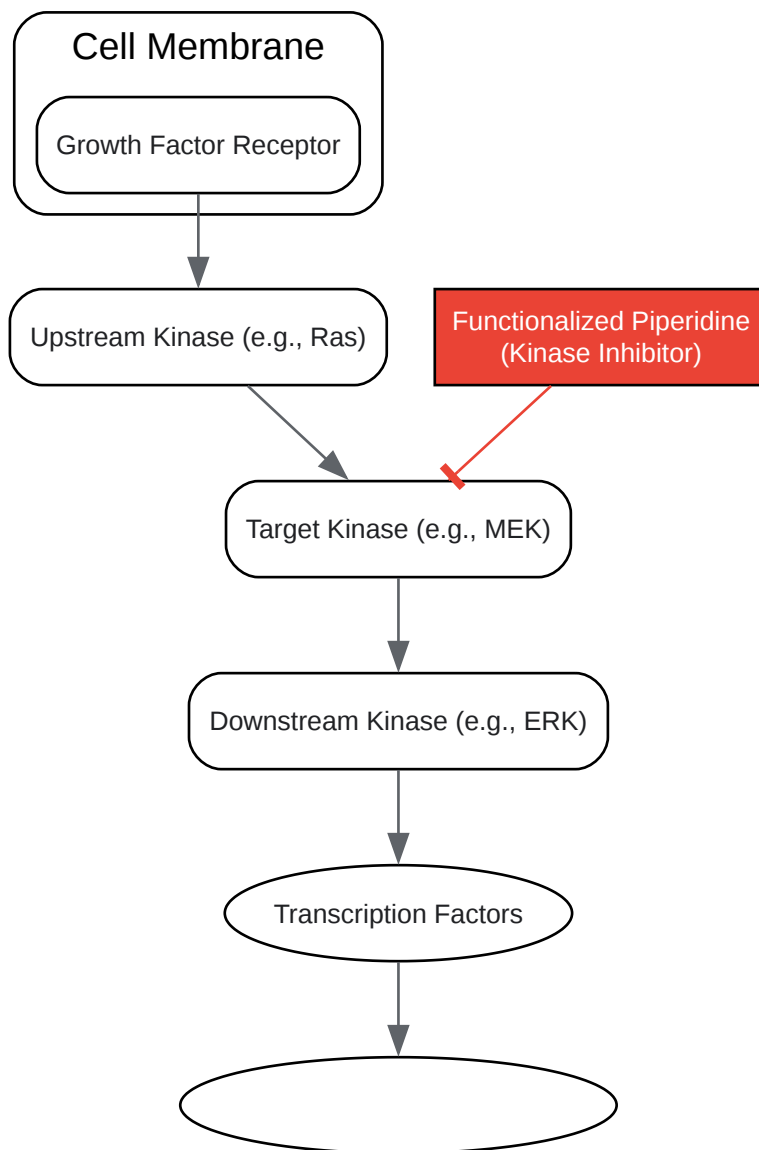 Cell Membrane
Growth Factor Receptor
Upstream Kinase (e.g., Ras)
Functionalized Piperidine
(Kinase Inhibitor)
Target Kinase (e.g., MEK)
Downstream Kinase (e.g., ERK)
Transcription Factors